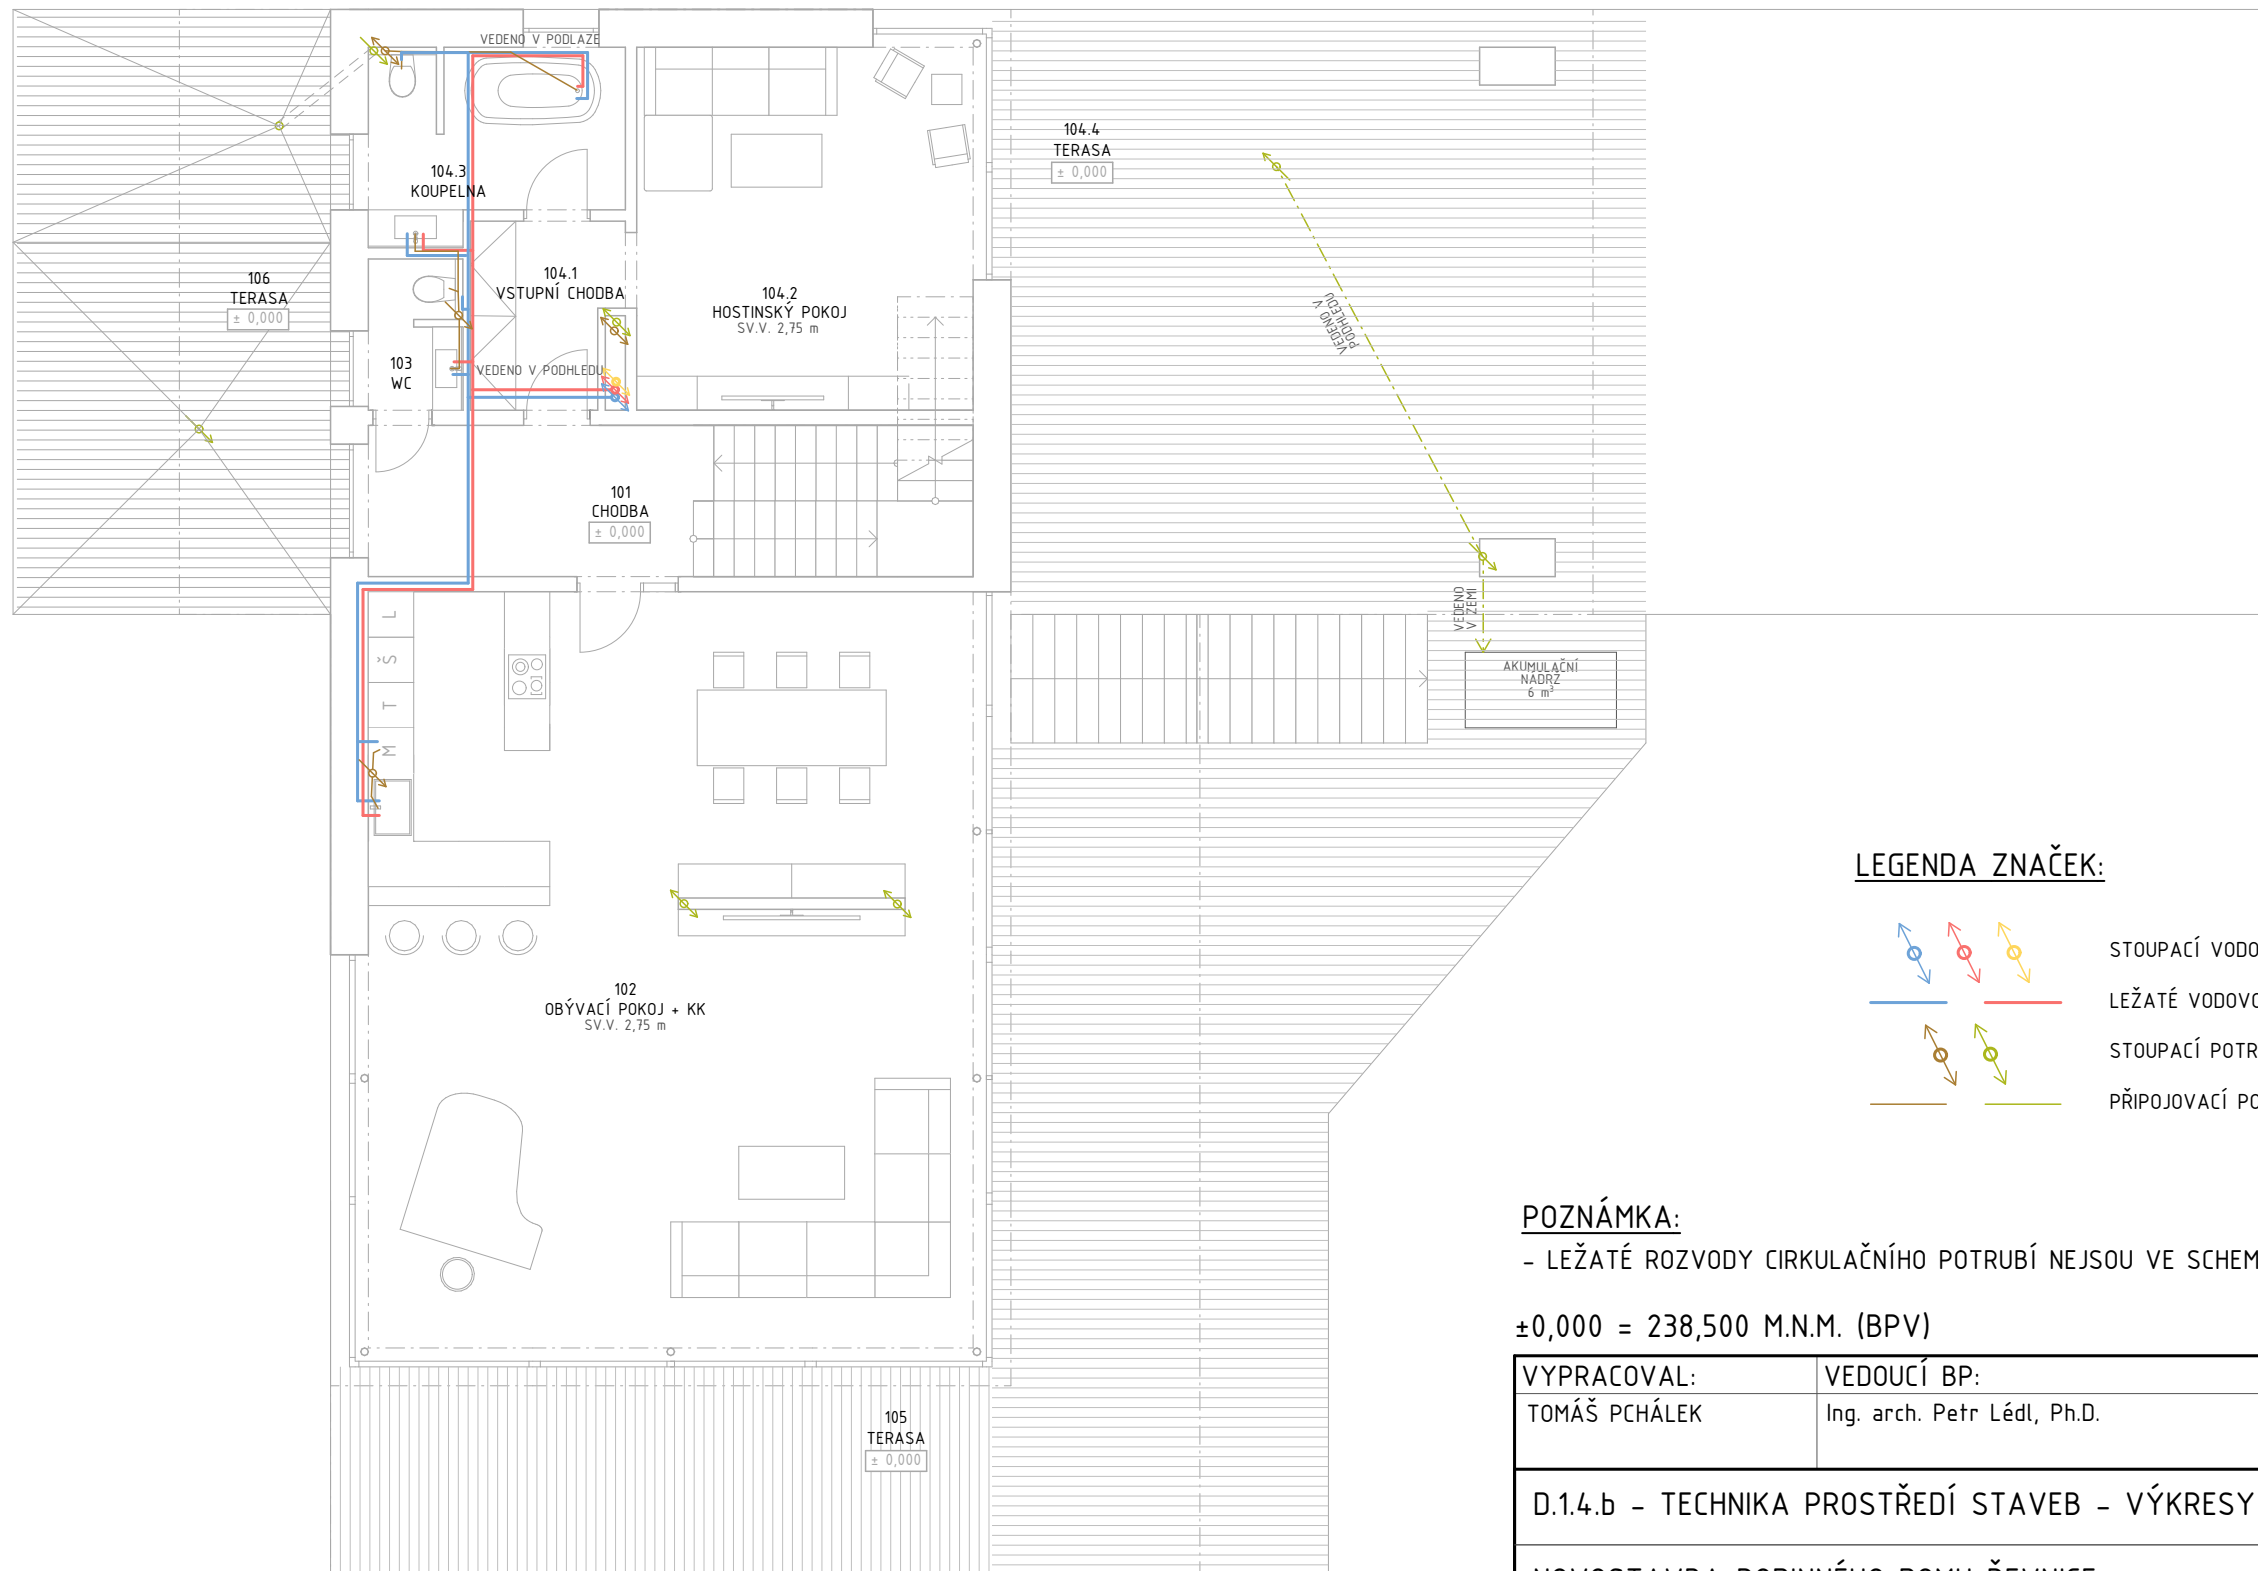 VEDENO V PODLAZE
104.3
KOUPELNA
104.4
TERASA
± 0,000
106
TERASA
± 0,000
104.1
VSTUPNÍ CHODBA
104.2
HOSTINSKÝ POKOJ
SV.V. 2,75 m
VEDENO V
PODHLEDU
103
WC
VEDENO V PODHLEDU
101
CHODBA
± 0,000
VEDENO
V ZEMI
L
Š
T
M
AKUMULAČNÍ
NÁDRŽ
6 m³
LEGENDA ZNAČEK:
STOUPACÍ VODO
LEŽATÉ VODOVO
STOUPACÍ POTR
PŘIPOJOVACÍ PO
102
OBÝVACÍ POKOJ + KK
SV.V. 2,75 m
POZNÁMKA:
- LEŽATÉ ROZVODY CIRKULAČNÍHO POTRUBÍ NEJSOU VE SCHEM
±0,000 = 238,500 M.N.M. (BPV)
VYPRACOVAL:
VEDOUCÍ BP:
TOMÁŠ PCHÁLEK
Ing. arch. Petr Lédl, Ph.D.
105
TERASA
± 0,000
D.1.4.b - TECHNIKA PROSTŘEDÍ STAVEB - VÝKRESY